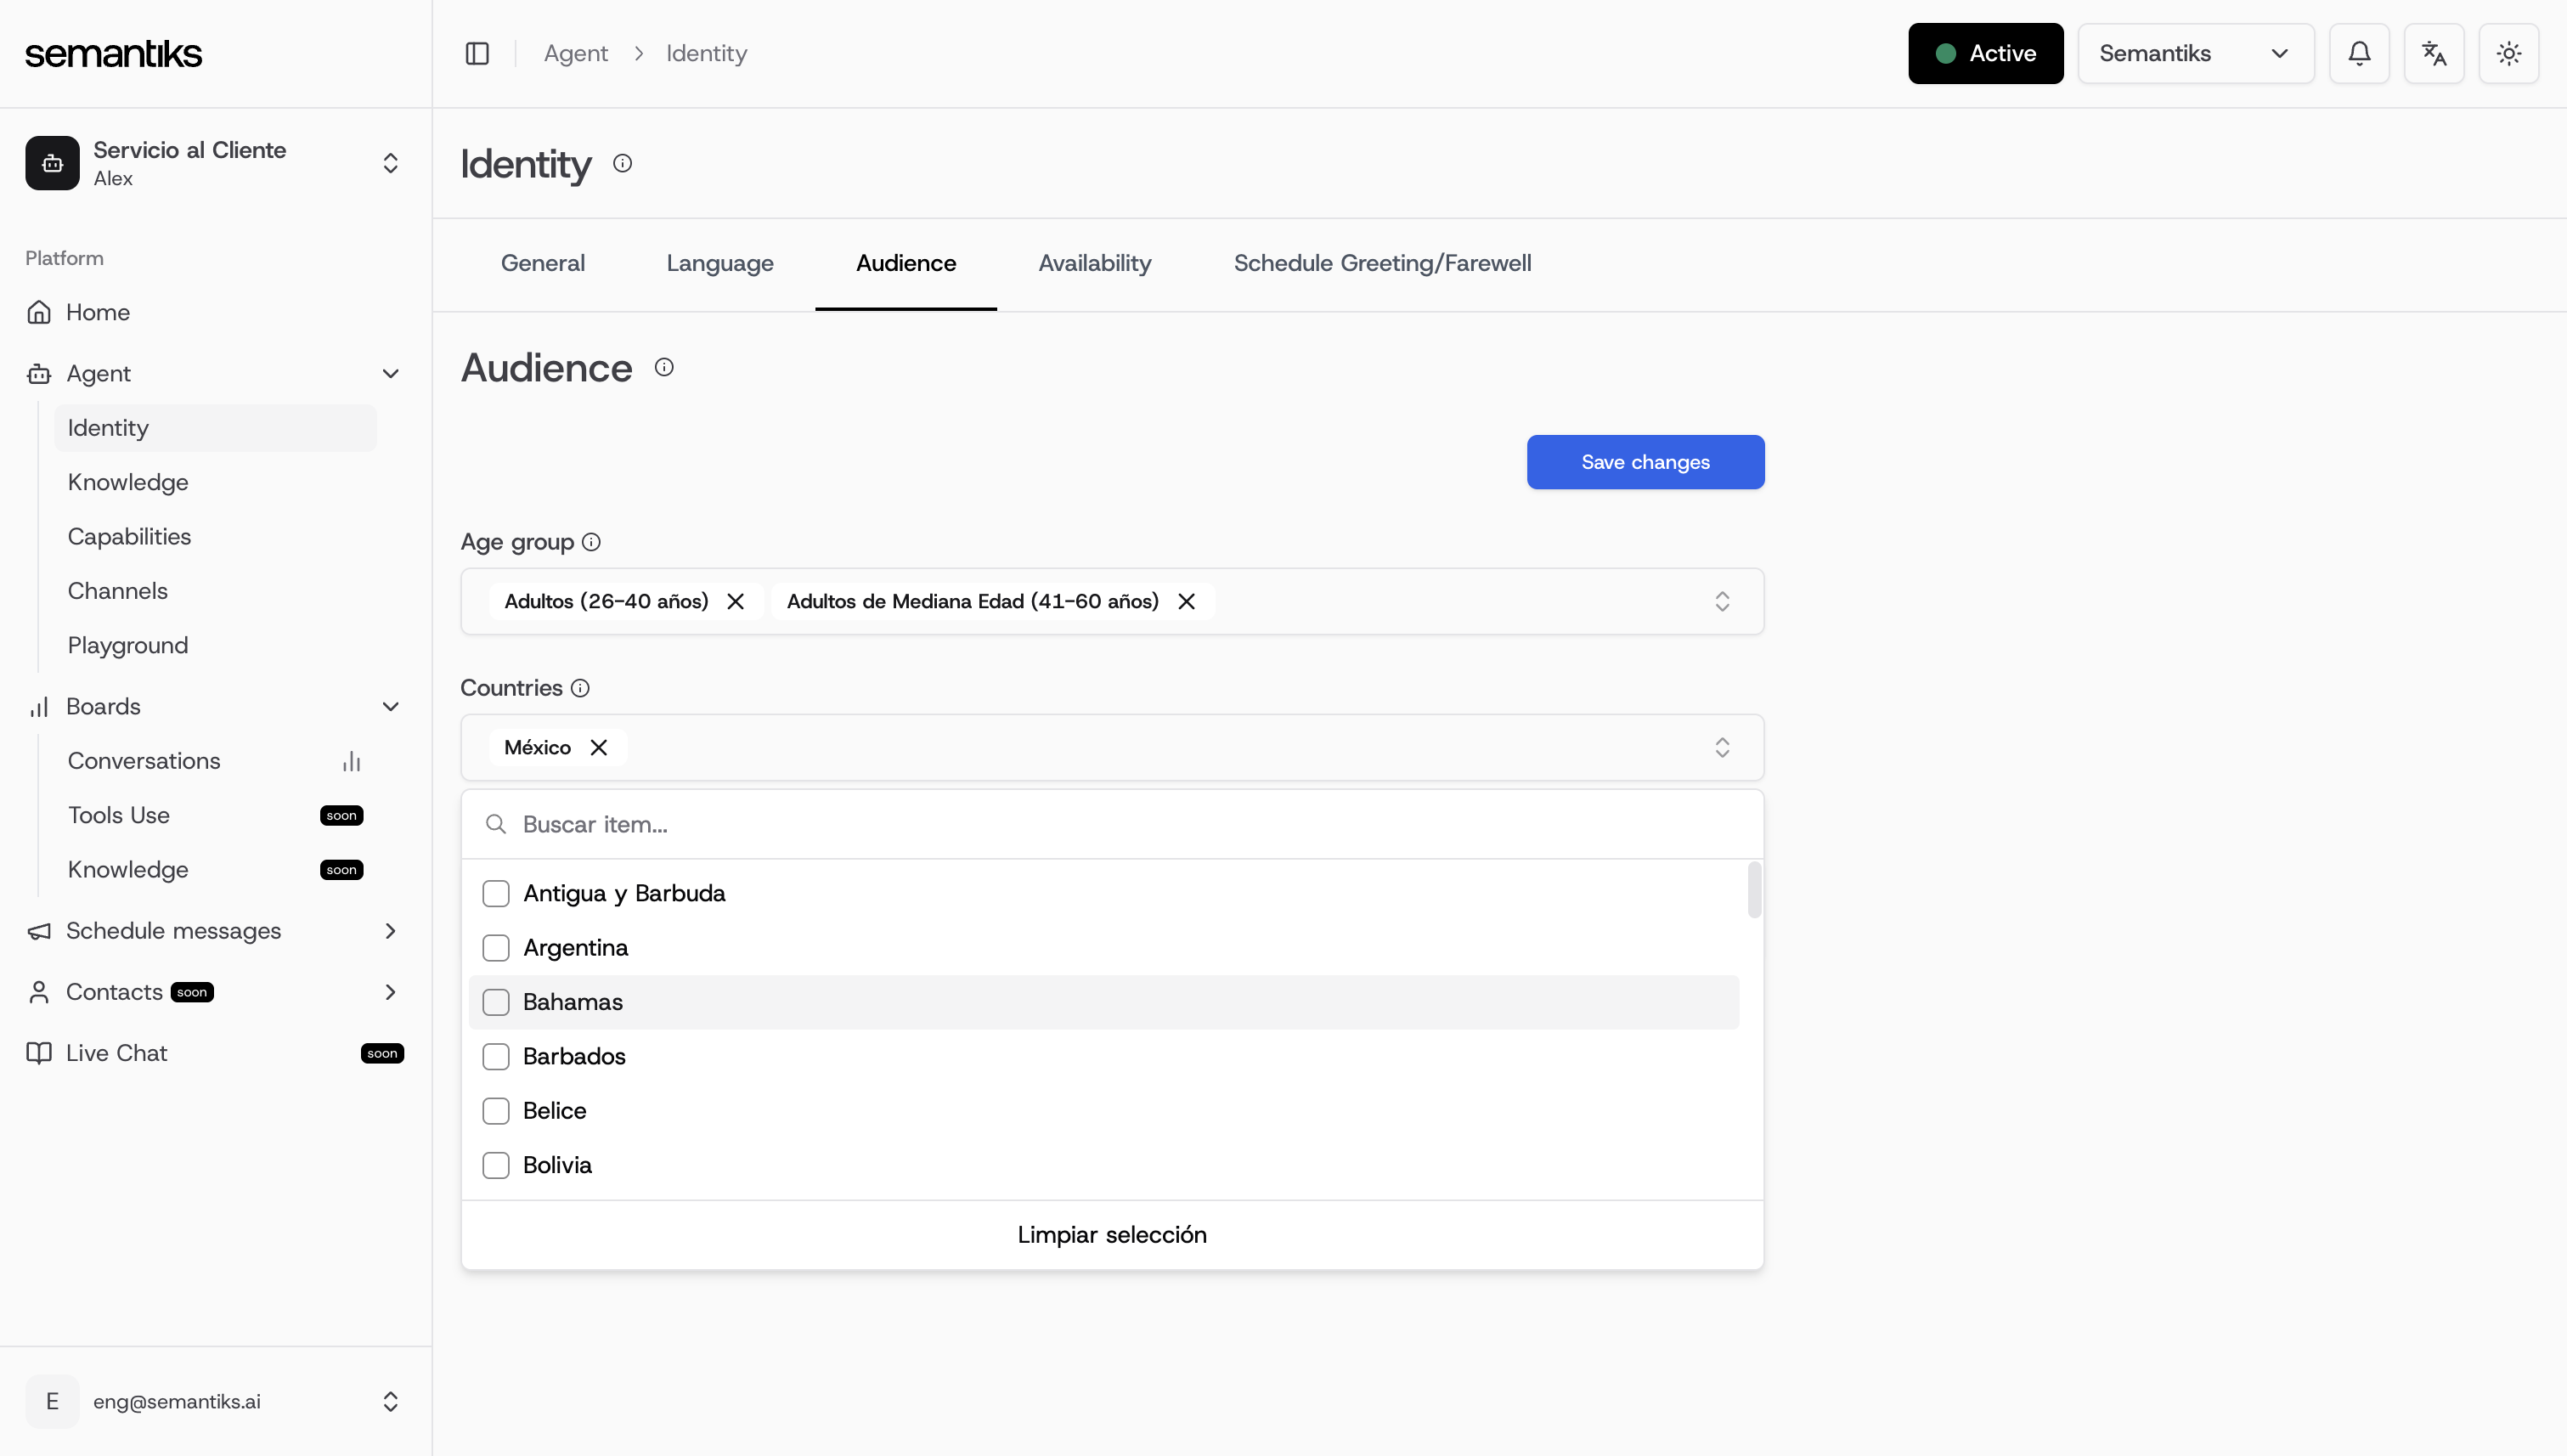 semantiks
Agent
Identity
Active
Semantiks
Servicio al Cliente
Alex
Platform
Home
Agent
Identity
Knowledge
Capabilities
Channels
Playground
Boards
Conversations
Tools Use soon
Knowledge soon
Schedule messages
Contacts soon
Live Chat soon
E eng@semantiks.ai
Identity
General Language Audience Availability Schedule Greeting/Farewell
Audience
Save changes
Age group
Adultos (26-40 años) Adultos de Mediana Edad (41-60 años)
Countries
México
Buscar item...
Antigua y Barbuda
Argentina
Bahamas
Barbados
Belice
Bolivia
Limpiar selección